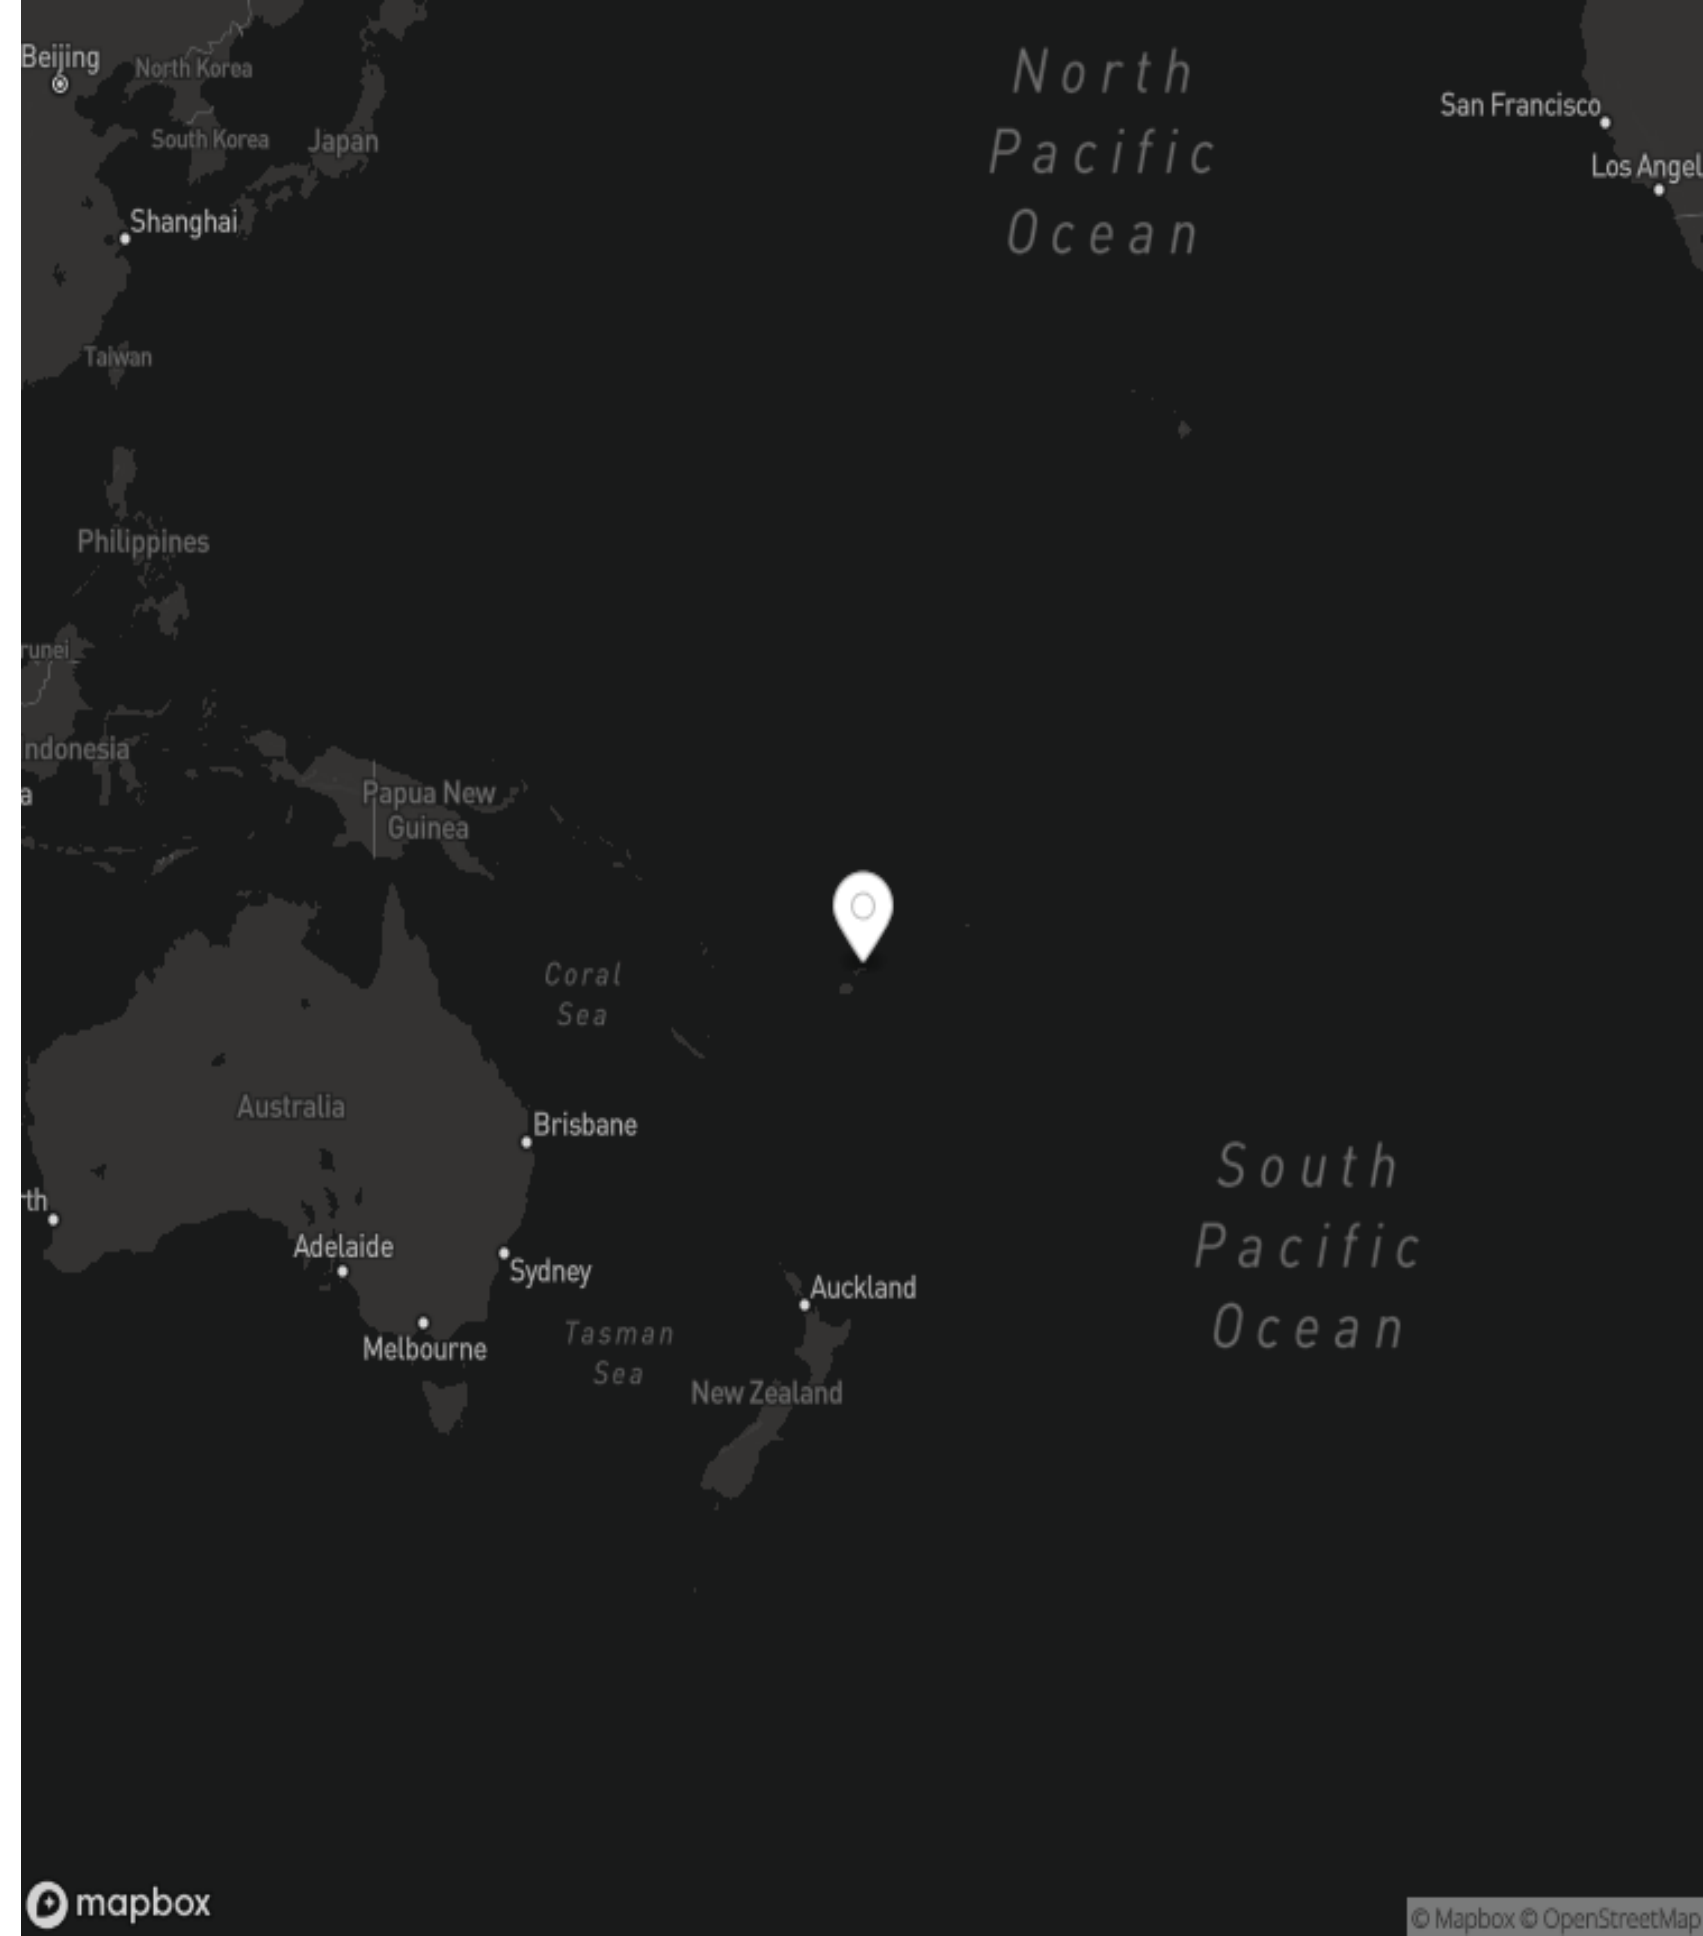 Beijing
North Korea
South Korea
Japan
Shanghai
Taiwan
North
Pacific
Ocean
San Francisco
Los Angel
Philippines
runei
ndonesia
a
Papua New
Guinea
Coral
Sea
Australia
Brisbane
th
Adelaide
Sydney
Melbourne
Tasman
Sea
Auckland
New Zealand
South
Pacific
Ocean
mapbox
© Mapbox © OpenStreetMap